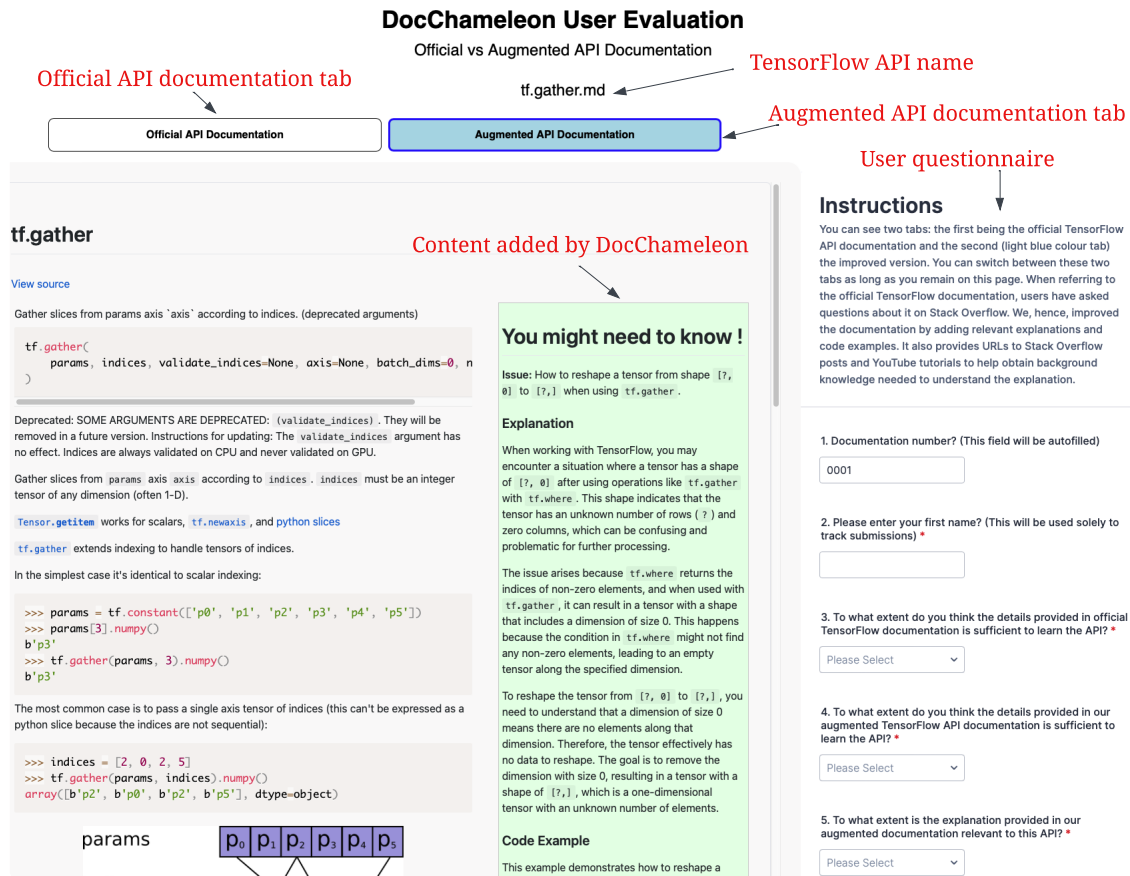 DocChameleon User Evaluation
Official vs Augmented API Documentation
Official API documentation tab
TensorFlow API name
tf.gather.md
Augmented API documentation tab
Official API Documentation
Augmented API Documentation
User questionnaire
tf.gather
View source
Gather slices from params axis `axis` according to indices. (deprecated arguments)
tf.gather(
params, indices, validate_indices=None, axis=None, batch_dims=0, n
)
Deprecated: SOME ARGUMENTS ARE DEPRECATED: (validate_indices). They will be
removed in a future version. Instructions for updating: The validate_indices argument has
no effect. Indices are always validated on CPU and never validated on GPU.
Gather slices from params axis axis according to indices. indices must be an integer
tensor of any dimension (often 1-D).
Tensor.getitem works for scalars, tf.newaxis, and python slices
tf.gather extends indexing to handle tensors of indices.
In the simplest case it's identical to scalar indexing:
>>> params = tf.constant(['p0', 'p1', 'p2', 'p3', 'p4', 'p5'])
>>> params[3].numpy()
b'p3'
>>> tf.gather(params, 3).numpy()
b'p3'
The most common case is to pass a single axis tensor of indices (this can't be expressed as a
python slice because the indices are not sequential):
>>> indices = [2, 0, 2, 5]
>>> tf.gather(params, indices).numpy()
array([b'p2', b'p0', b'p2', b'p5'], dtype=object)
params p0 p1 p2 p3 p4 p5
Content added by DocChameleon
You might need to know !
Issue: How to reshape a tensor from shape [?,
0] to [?,] when using tf.gather.
Explanation
When working with TensorFlow, you may
encounter a situation where a tensor has a shape
of [?, 0] after using operations like tf.gather
with tf.where. This shape indicates that the
tensor has an unknown number of rows (?) and
zero columns, which can be confusing and
problematic for further processing.
The issue arises because tf.where returns the
indices of non-zero elements, and when used with
tf.gather, it can result in a tensor with a shape
that includes a dimension of size 0. This happens
because the condition in tf.where might not find
any non-zero elements, leading to an empty
tensor along the specified dimension.
To reshape the tensor from [?, 0] to [?,], you
need to understand that a dimension of size 0
means there are no elements along that
dimension. Therefore, the tensor effectively has
no data to reshape. The goal is to remove the
dimension with size 0, resulting in a tensor with a
shape of [?,], which is a one-dimensional
tensor with an unknown number of elements.
Code Example
This example demonstrates how to reshape a
Instructions
You can see two tabs: the first being the official TensorFlow
API documentation and the second (light blue colour tab)
the improved version. You can switch between these two
tabs as long as you remain on this page. When referring to
the official TensorFlow documentation, users have asked
questions about it on Stack Overflow. We, hence, improved
the documentation by adding relevant explanations and
code examples. It also provides URLs to Stack Overflow
posts and YouTube tutorials to help obtain background
knowledge needed to understand the explanation.
1. Documentation number? (This field will be autofilled)
0001
2. Please enter your first name? (This will be used solely to
track submissions) *
3. To what extent do you think the details provided in official
TensorFlow documentation is sufficient to learn the API? *
Please Select
4. To what extent do you think the details provided in our
augmented TensorFlow API documentation is sufficient to
learn the API? *
Please Select
5. To what extent is the explanation provided in our
augmented documentation relevant to this API? *
Please Select